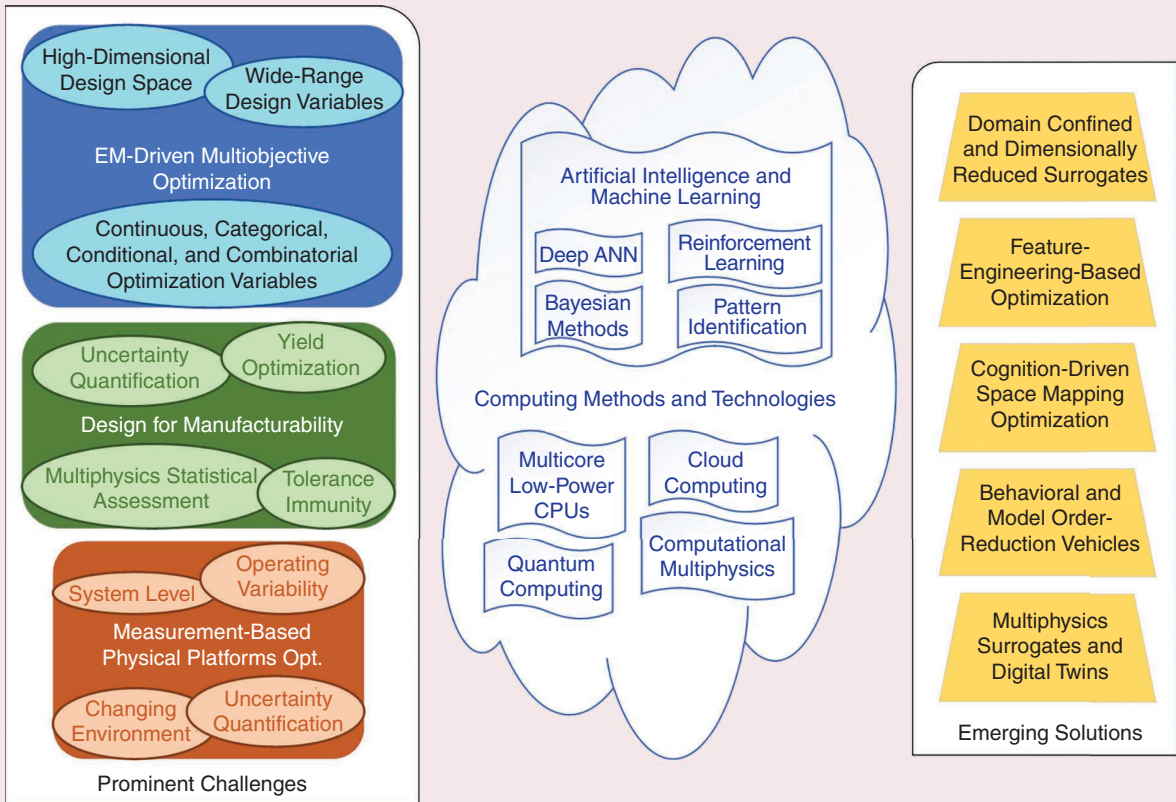 High-Dimensional
Design Space
Wide-Range
Design Variables
EM-Driven Multiobjective
Optimization
Continuous, Categorical,
Conditional, and Combinatorial
Optimization Variables
Uncertainty
Quantification
Yield
Optimization
Design for Manufacturability
Multiphysics Statistical
Assessment
Tolerance
Immunity
System Level
Operating
Variability
Measurement-Based
Physical Platforms Opt.
Changing
Environment
Uncertainty
Quantification
Prominent Challenges
Artificial Intelligence and
Machine Learning
Deep ANN
Reinforcement
Learning
Bayesian
Methods
Pattern
Identification
Computing Methods and Technologies
Multicore
Low-Power
CPUs
Cloud
Computing
Quantum
Computing
Computational
Multiphysics
Domain Confined
and Dimensionally
Reduced Surrogates
Feature-
Engineering-Based
Optimization
Cognition-Driven
Space Mapping
Optimization
Behavioral and
Model Order-
Reduction Vehicles
Multiphysics
Surrogates and
Digital Twins
Emerging Solutions